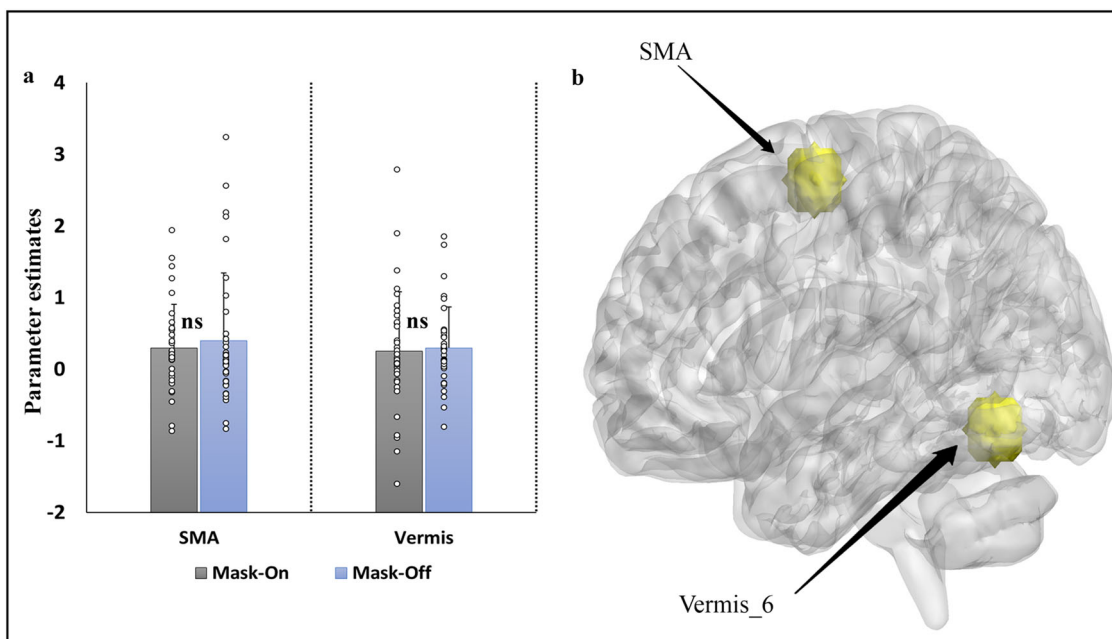 a
4
3
2
1
0
-1
-2
Parameter estimates
ns
ns
SMA
Vermis
Mask-On
Mask-Off
b
SMA
Vermis_6